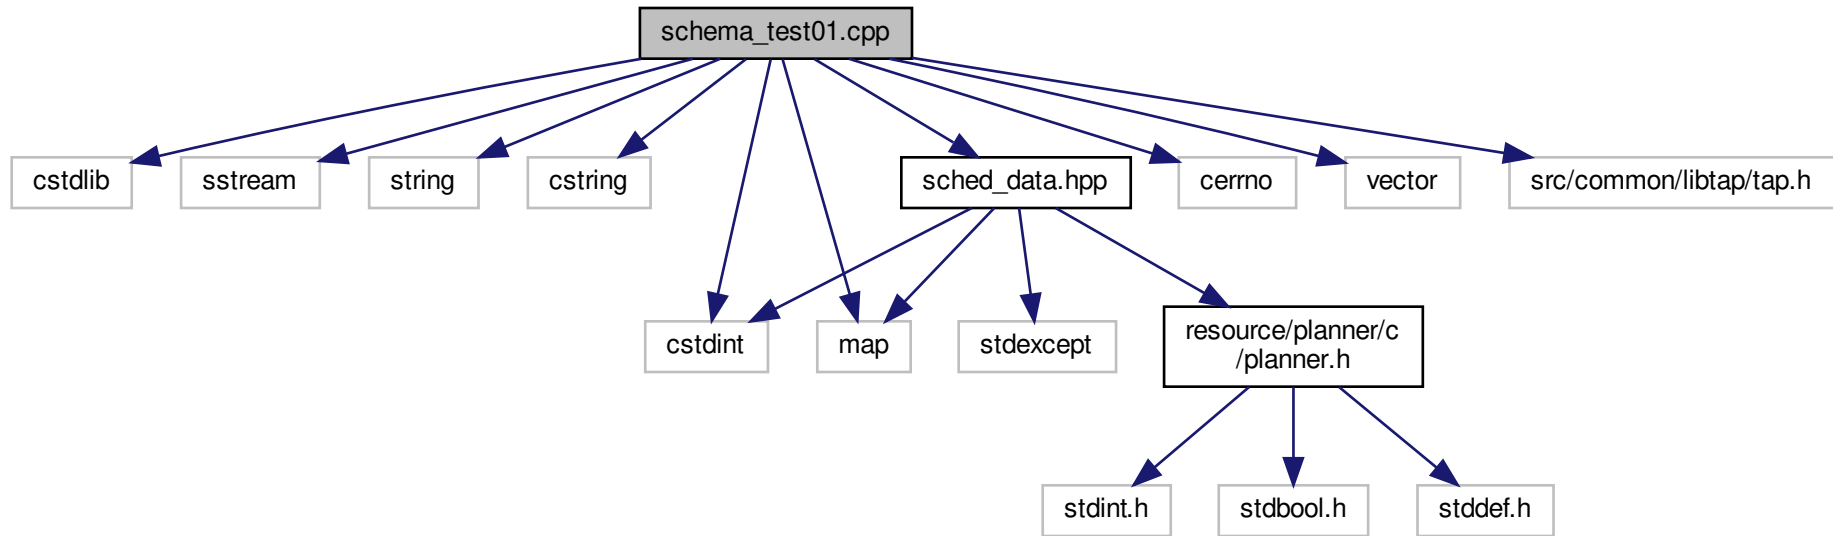 schema_test01.cpp
cstdlib
sstream
string
cstring
sched_data.hpp
cerrno
vector
src/common/libtap/tap.h
cstdint
map
stdexcept
resource/planner/c
/planner.h
stdint.h
stdbool.h
stddef.h